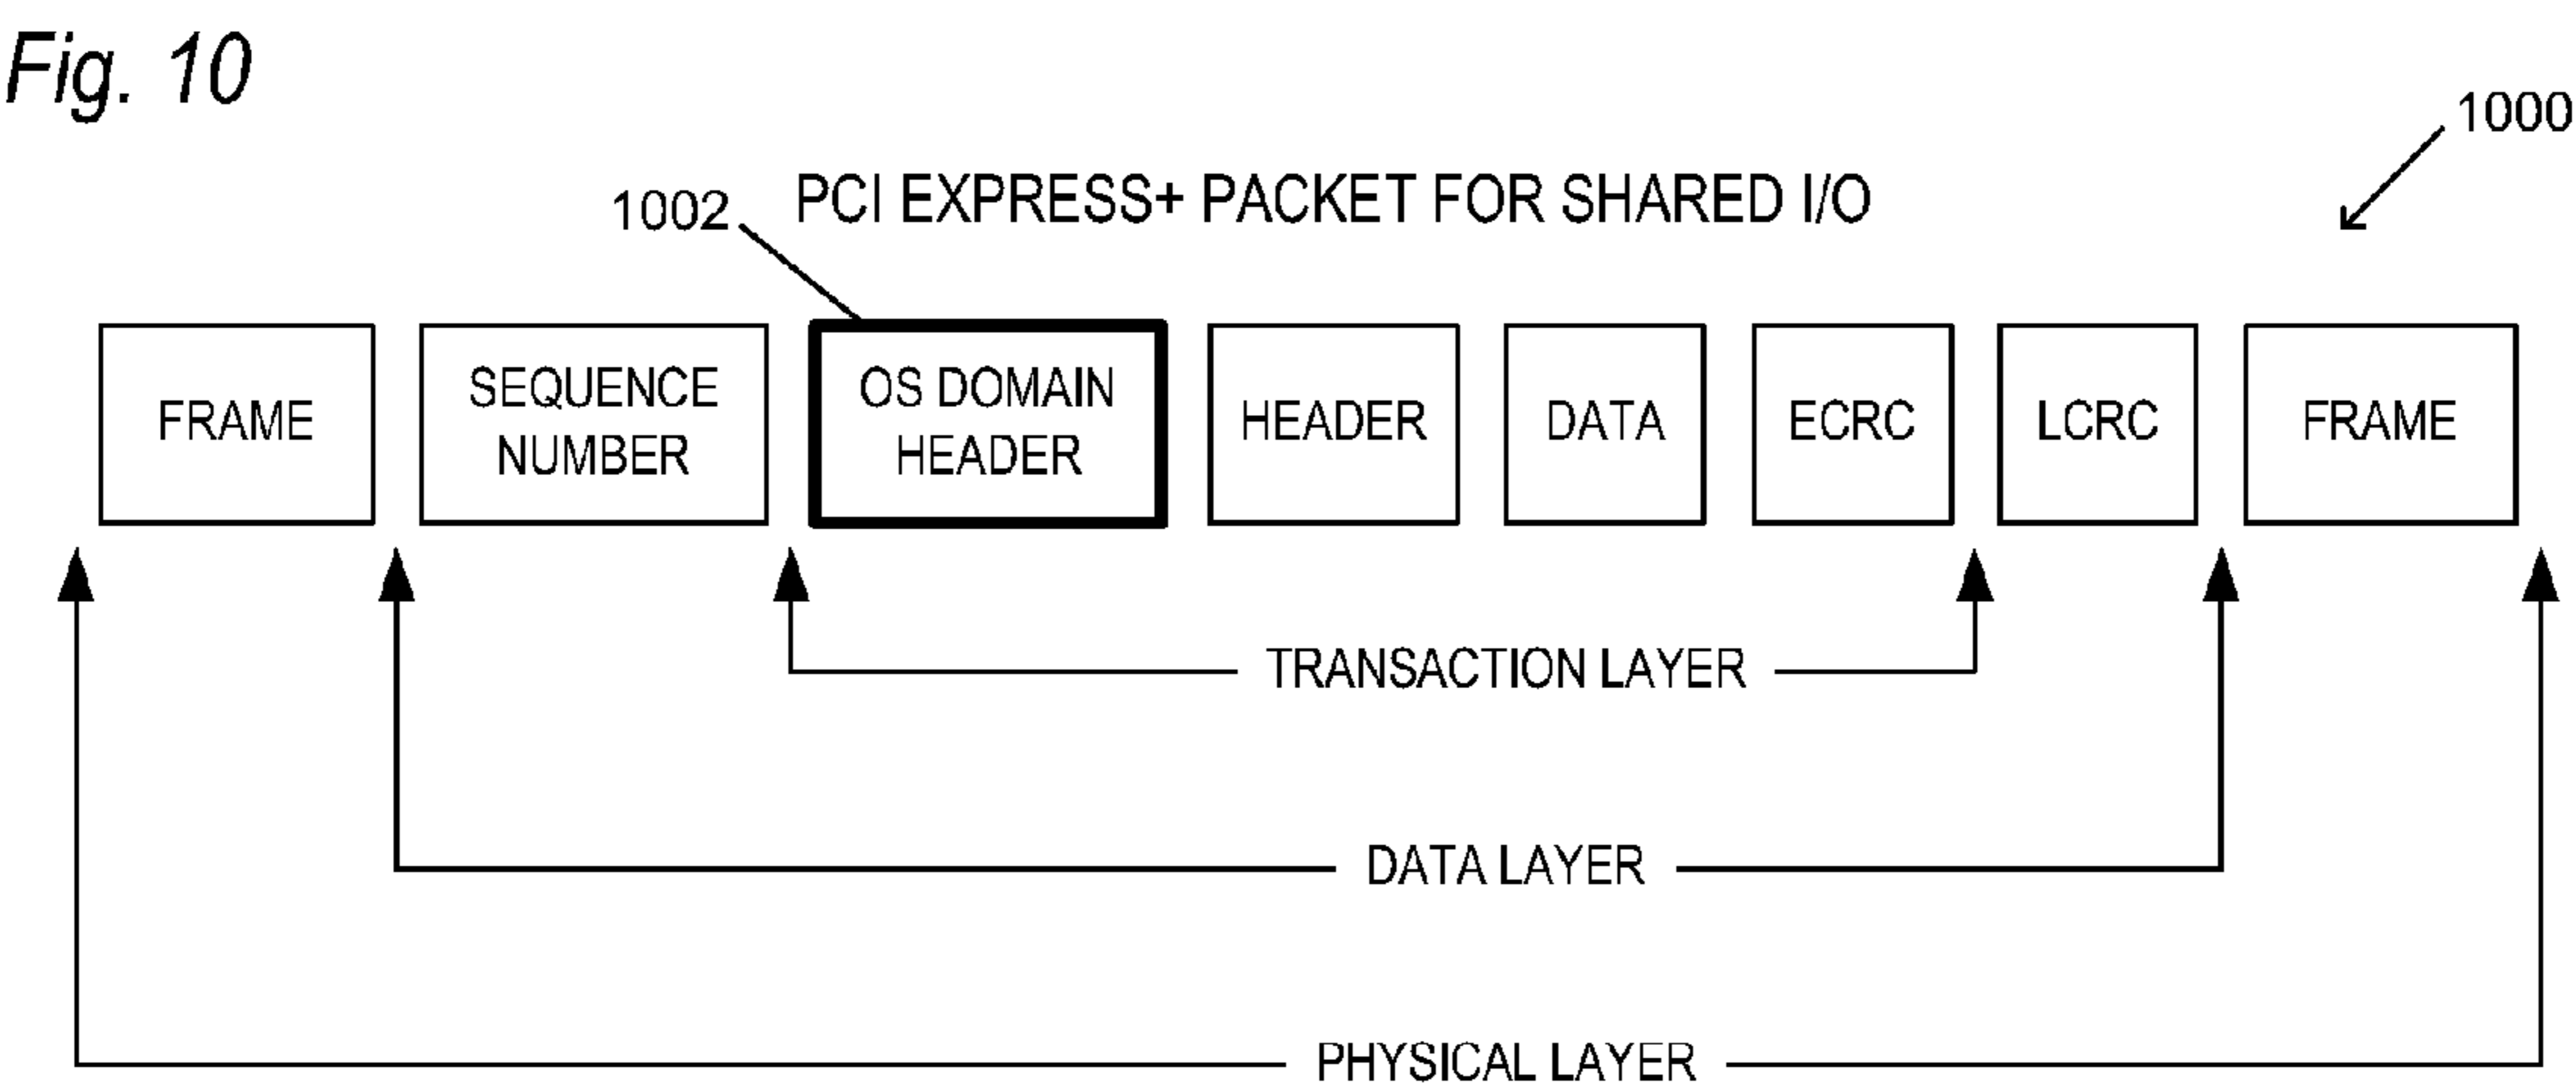 Fig. 10
1000
1002
PCI EXPRESS+ PACKET FOR SHARED I/O
FRAME
SEQUENCE
NUMBER
OS DOMAIN
HEADER
HEADER
DATA
ECRC
LCRC
FRAME
TRANSACTION LAYER
DATA LAYER
PHYSICAL LAYER